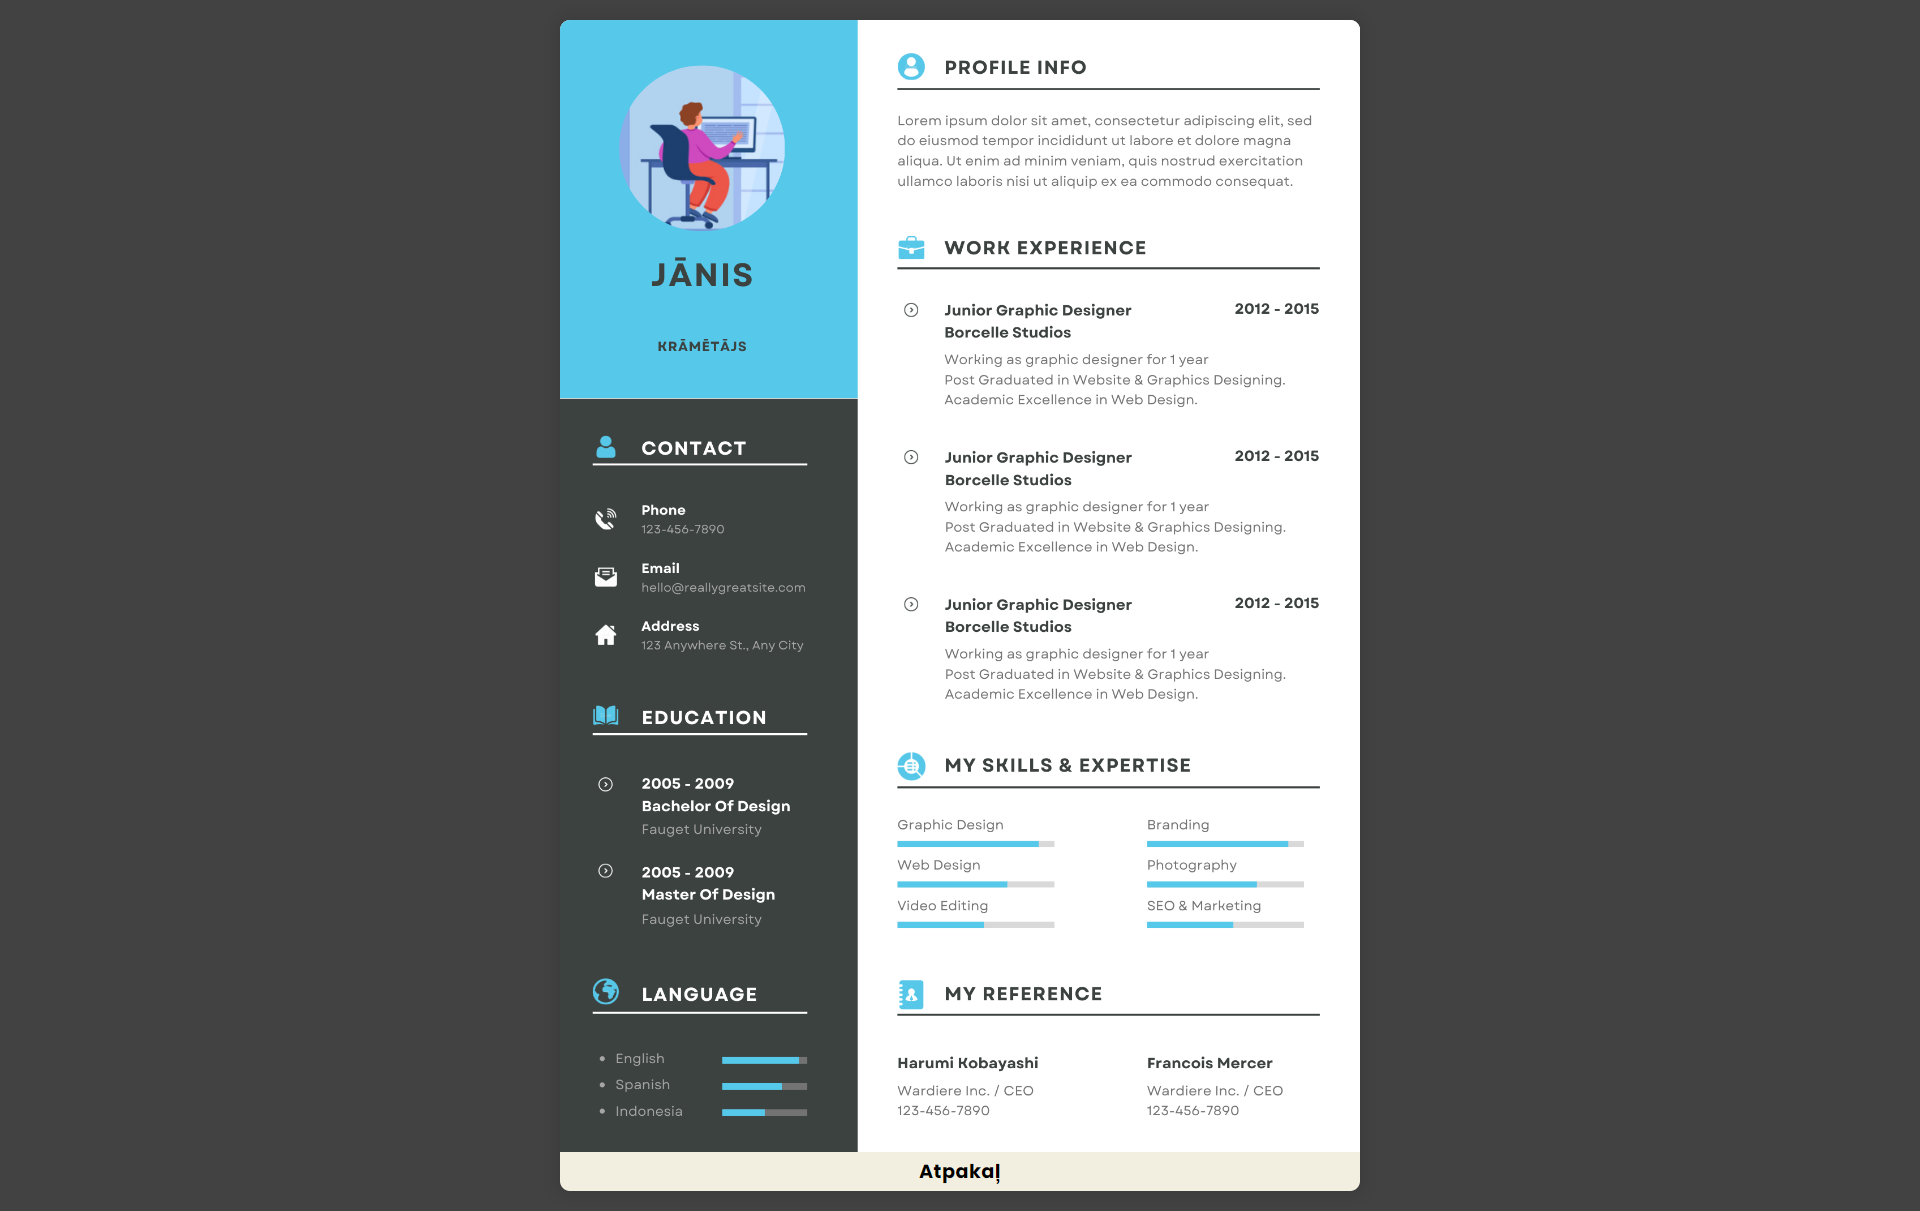 JĀNIS
KRĀMĒTĀJS
CONTACT
Phone
123-456-7890
Email
hello@reallygreatsite.com
Address
123 Anywhere St., Any City
EDUCATION
2005 - 2009
Bachelor Of Design
Fauget University
2005 - 2009
Master Of Design
Fauget University
LANGUAGE
• English
• Spanish
• Indonesia
PROFILE INFO
Lorem ipsum dolor sit amet, consectetur adipiscing elit, sed
do eiusmod tempor incididunt ut labore et dolore magna
aliqua. Ut enim ad minim veniam, quis nostrud exercitation
ullamco laboris nisi ut aliquip ex ea commodo consequat.
WORK EXPERIENCE
Junior Graphic Designer 2012 - 2015
Borcelle Studios
Working as graphic designer for 1 year
Post Graduated in Website & Graphics Designing.
Academic Excellence in Web Design.
Junior Graphic Designer 2012 - 2015
Borcelle Studios
Working as graphic designer for 1 year
Post Graduated in Website & Graphics Designing.
Academic Excellence in Web Design.
Junior Graphic Designer 2012 - 2015
Borcelle Studios
Working as graphic designer for 1 year
Post Graduated in Website & Graphics Designing.
Academic Excellence in Web Design.
MY SKILLS & EXPERTISE
Graphic Design Branding
Web Design Photography
Video Editing SEO & Marketing
MY REFERENCE
Harumi Kobayashi
Wardiere Inc. / CEO
123-456-7890
Francois Mercer
Wardiere Inc. / CEO
123-456-7890
Atpakaļ